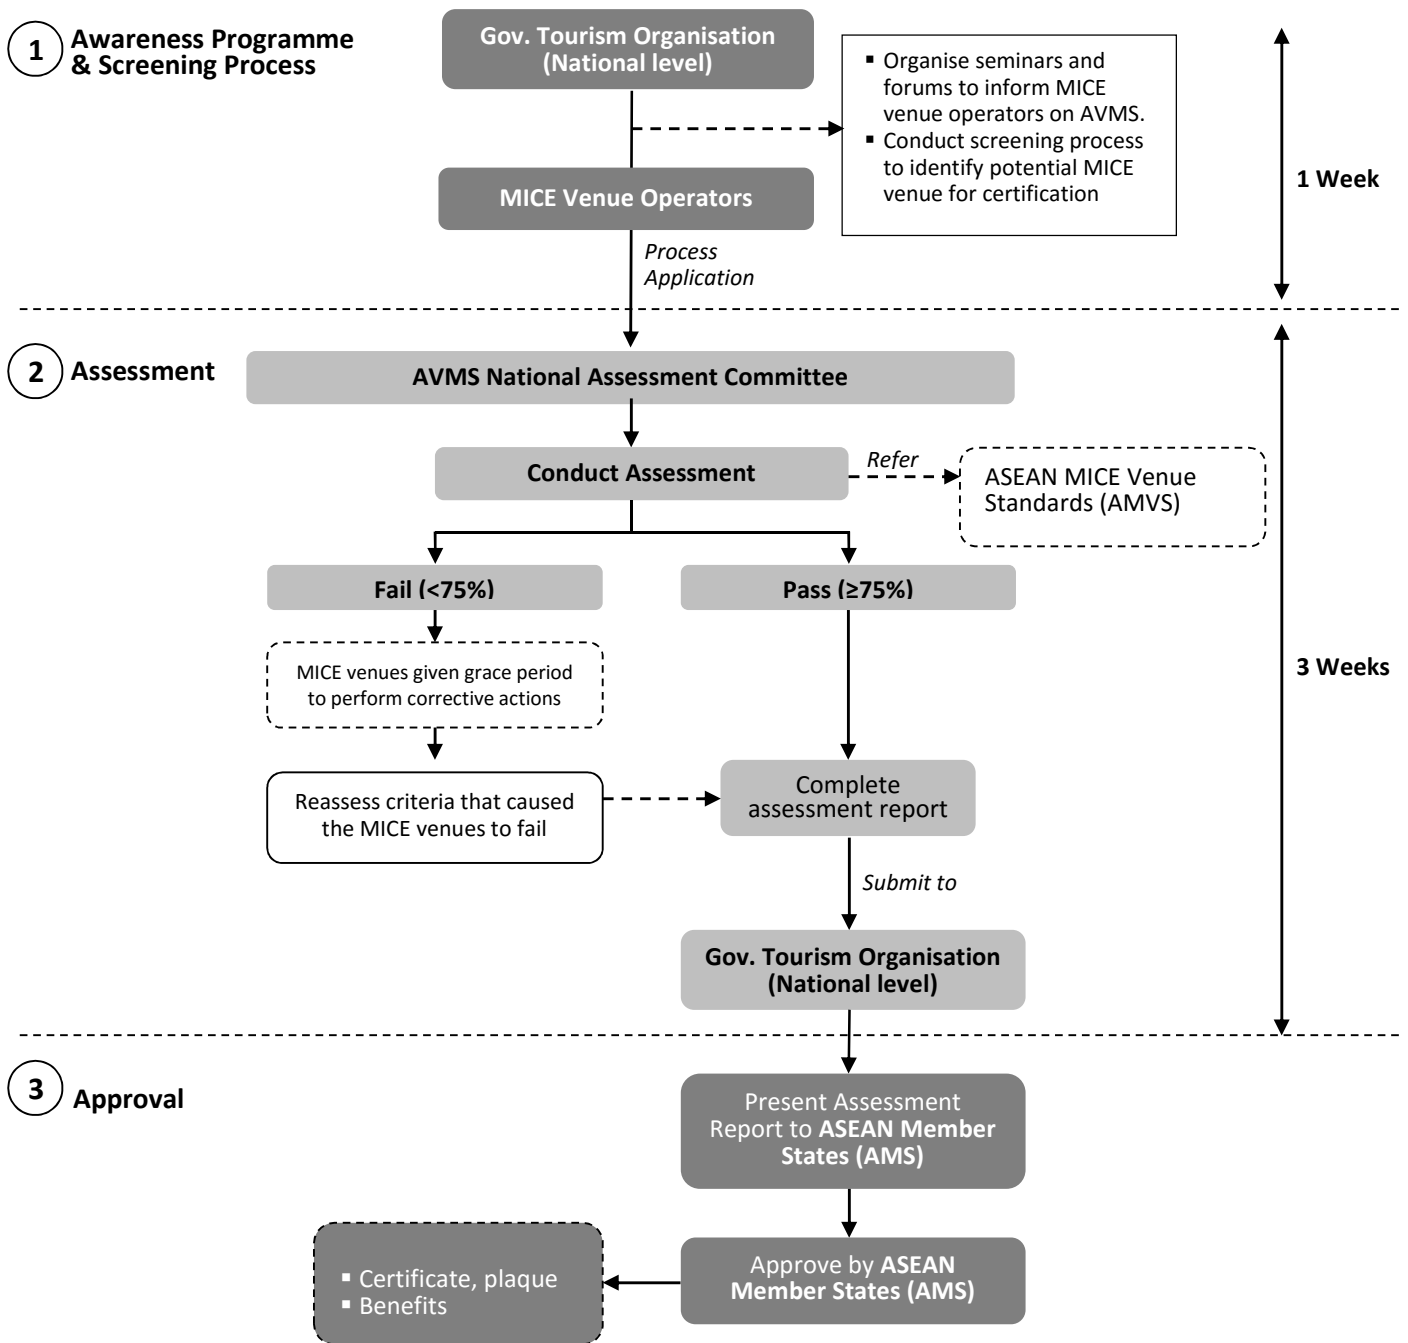 1
Awareness Programme
& Screening Process
Gov. Tourism Organisation
(National level)
▪ Organise seminars and
forums to inform MICE
venue operators on AVMS.
▪ Conduct screening process
to identify potential MICE
venue for certification
1 Week
MICE Venue Operators
Process
Application
2
Assessment
AVMS National Assessment Committee
Conduct Assessment
Refer
ASEAN MICE Venue
Standards (AMVS)
Fail (<75%)
Pass (≥75%)
MICE venues given grace period
to perform corrective actions
3 Weeks
Reassess criteria that caused
the MICE venues to fail
Complete
assessment report
Submit to
Gov. Tourism Organisation
(National level)
3
Approval
Present Assessment
Report to ASEAN Member
States (AMS)
Approve by ASEAN
Member States (AMS)
▪ Certificate, plaque
▪ Benefits